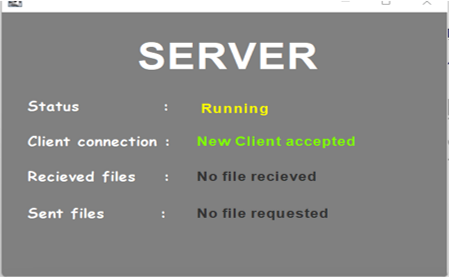 SERVER
Status : Running
Client connection : New Client accepted
Recieved files : No file recieved
Sent files : No file requested